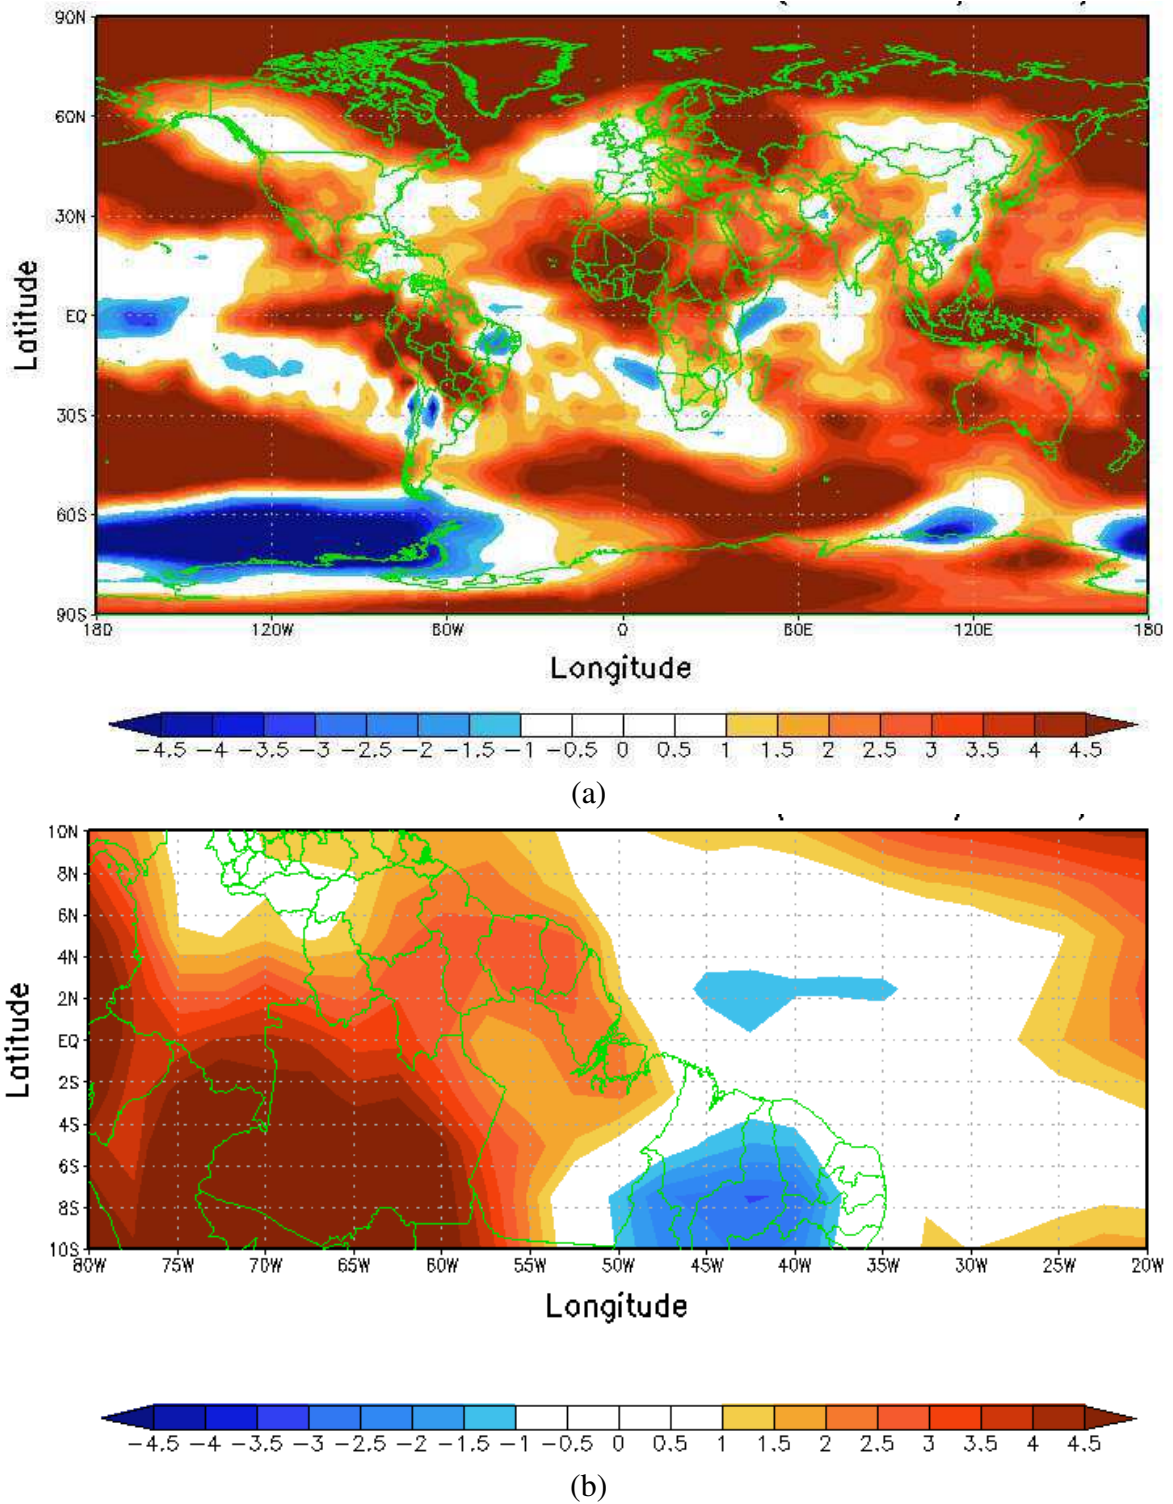 90N
60N
30N
EQ
30S
60S
90S
Latitude
180 120W 60W 0 60E 120E 180
Longitude
-4.5 -4 -3.5 -3 -2.5 -2 -1.5 -1 -0.5 0 0.5 1 1.5 2 2.5 3 3.5 4 4.5
(a)
10N
8N
6N
4N
2N
EQ
2S
4S
6S
8S
10S
Latitude
80W 75W 70W 65W 60W 55W 50W 45W 40W 35W 30W 25W 20W
Longitude
-4.5 -4 -3.5 -3 -2.5 -2 -1.5 -1 -0.5 0 0.5 1 1.5 2 2.5 3 3.5 4 4.5
(b)